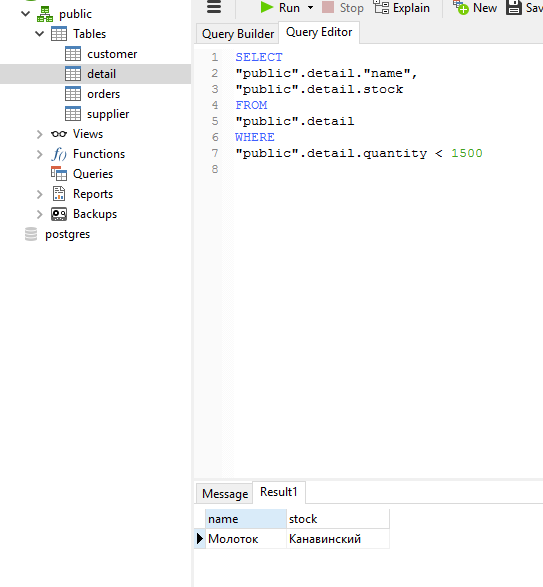 public
Tables
customer
detail
orders
supplier
Views
f() Functions
Queries
Reports
Backups
postgres
Run Stop Explain New
Query Builder Query Editor
1 SELECT
2 "public".detail."name",
3 "public".detail.stock
4 FROM
5 "public".detail
6 WHERE
7 "public".detail.quantity < 1500
8
Message Result1
name stock
Молоток Канавинский